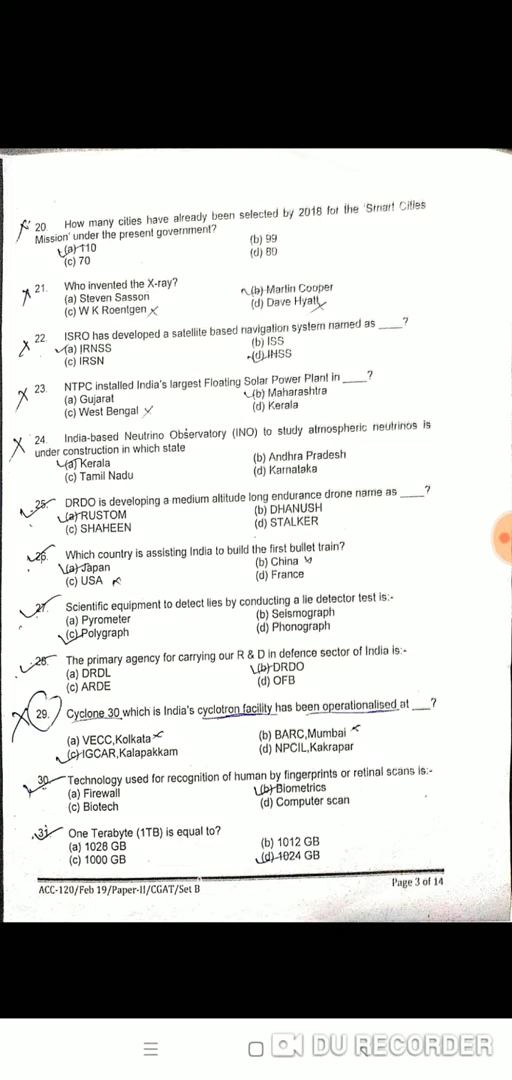 20. How many cities have already been selected by 2018 for the 'Smart Cities
Mission' under the present government?
(a) 110 (b) 99
(c) 70 (d) 80
21. Who invented the X-ray?
(a) Steven Sasson (b) Martin Cooper
(c) W K Roentgen (d) Dave Hyatt
22. ISRO has developed a satellite based navigation system named as ____?
(a) IRNSS (b) ISS
(c) IRSN (d) INSS
23. NTPC installed India's largest Floating Solar Power Plant in ____?
(a) Gujarat (b) Maharashtra
(c) West Bengal (d) Kerala
24. India-based Neutrino Observatory (INO) to study atmospheric neutrinos is
under construction in which state
(a) Kerala (b) Andhra Pradesh
(c) Tamil Nadu (d) Karnataka
25. DRDO is developing a medium altitude long endurance drone name as ____?
(a) RUSTOM (b) DHANUSH
(c) SHAHEEN (d) STALKER
26. Which country is assisting India to build the first bullet train?
(a) Japan (b) China
(c) USA (d) France
27. Scientific equipment to detect lies by conducting a lie detector test is:-
(a) Pyrometer (b) Seismograph
(c) Polygraph (d) Phonograph
28. The primary agency for carrying our R & D in defence sector of India is:-
(a) DRDL (b) DRDO
(c) ARDE (d) OFB
29. Cyclone 30 which is India's cyclotron facility has been operationalised at ___?
(a) VECC,Kolkata (b) BARC,Mumbai
(c) IGCAR,Kalapakkam (d) NPCIL,Kakrapar
30. Technology used for recognition of human by fingerprints or retinal scans is:-
(a) Firewall (b) Biometrics
(c) Biotech (d) Computer scan
31. One Terabyte (1TB) is equal to?
(a) 1028 GB (b) 1012 GB
(c) 1000 GB (d) 1024 GB
ACC-120/Feb 19/Paper-II/CGAT/Set B Page 3 of 14
DU RECORDER